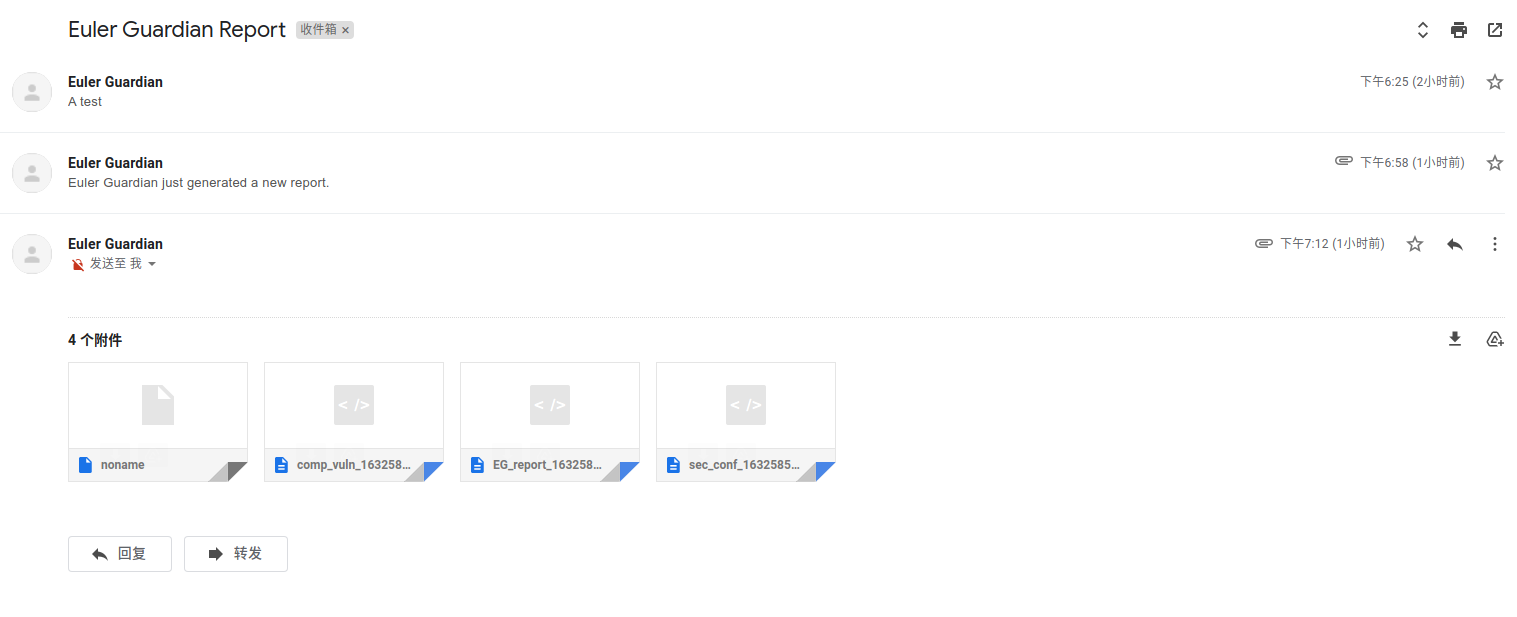 Euler Guardian Report 收件箱 ×
Euler Guardian 下午6:25 (2小时前)
A test
Euler Guardian 下午6:58 (1小时前)
Euler Guardian just generated a new report.
Euler Guardian 下午7:12 (1小时前)
发送至 我
4 个附件
< /> < /> < />
noname comp_vuln_163258... EG_report_163258... sec_conf_1632585...
回复 转发